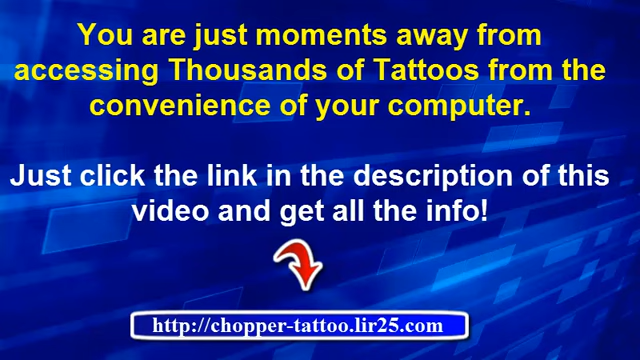 You are just moments away from
accessing Thousands of Tattoos from the
convenience of your computer.
Just click the link in the description of this
video and get all the info!
http://chopper-tattoo.lir25.com